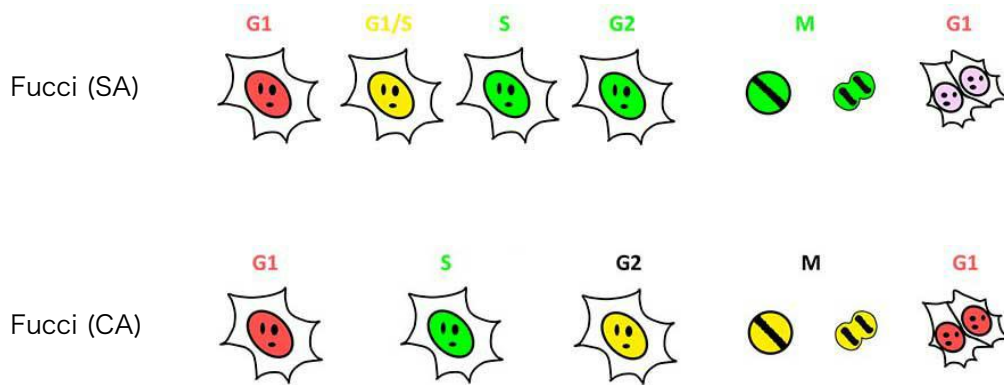 G1 G1/S S G2 M G1
Fucci (SA)
G1 S G2 M G1
Fucci (CA)